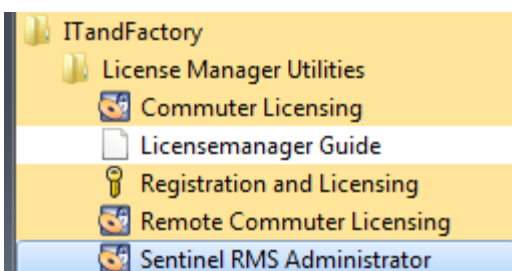 ITandFactory
License Manager Utilities
Commuter Licensing
Licensemanager Guide
Registration and Licensing
Remote Commuter Licensing
Sentinel RMS Administrator